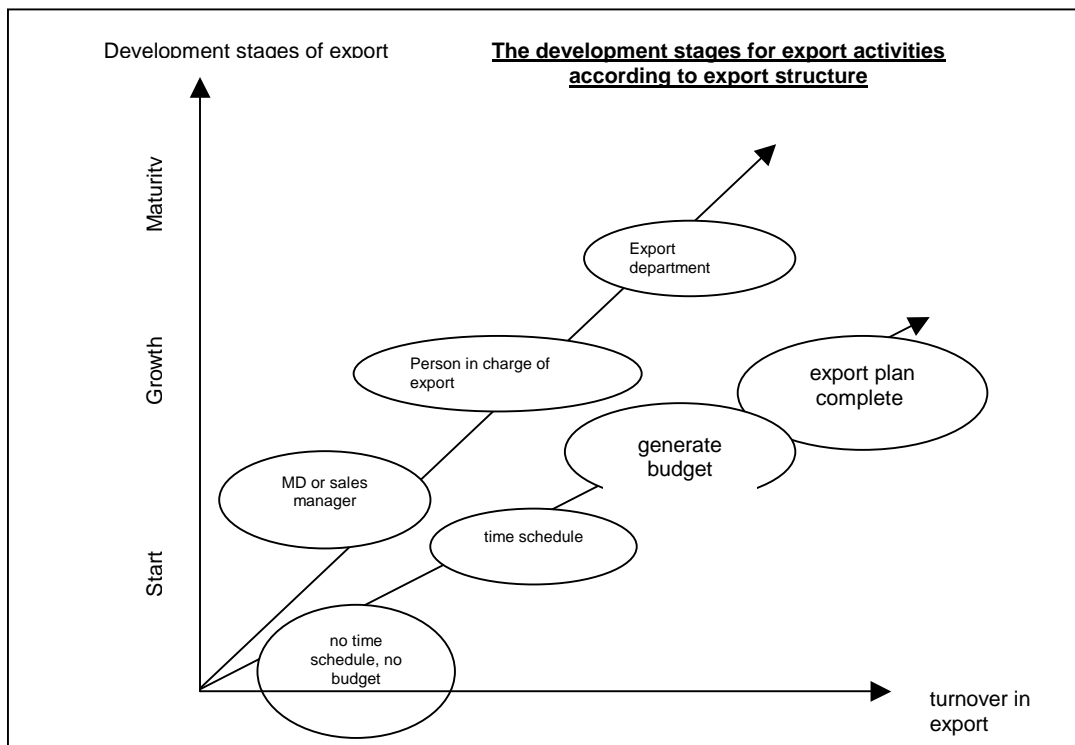 Development stages of export
The development stages for export activities
according to export structure
Maturity
Export
department
Growth
Person in charge of
export
export plan
complete
generate
budget
MD or sales
manager
time schedule
Start
no time
schedule, no
budget
turnover in
export